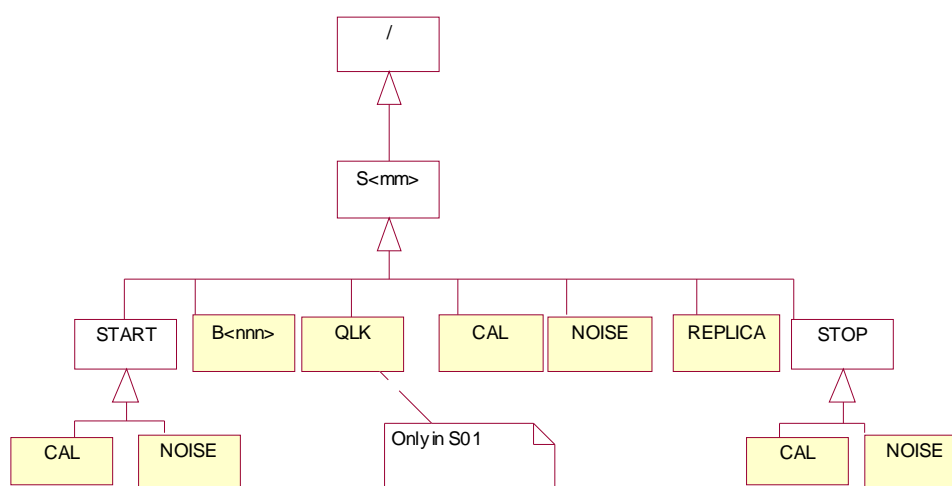 /
S<mm>
START
B<nnn>
QLK
CAL
NOISE
REPLICA
STOP
CAL
NOISE
Only in S01
CAL
NOISE